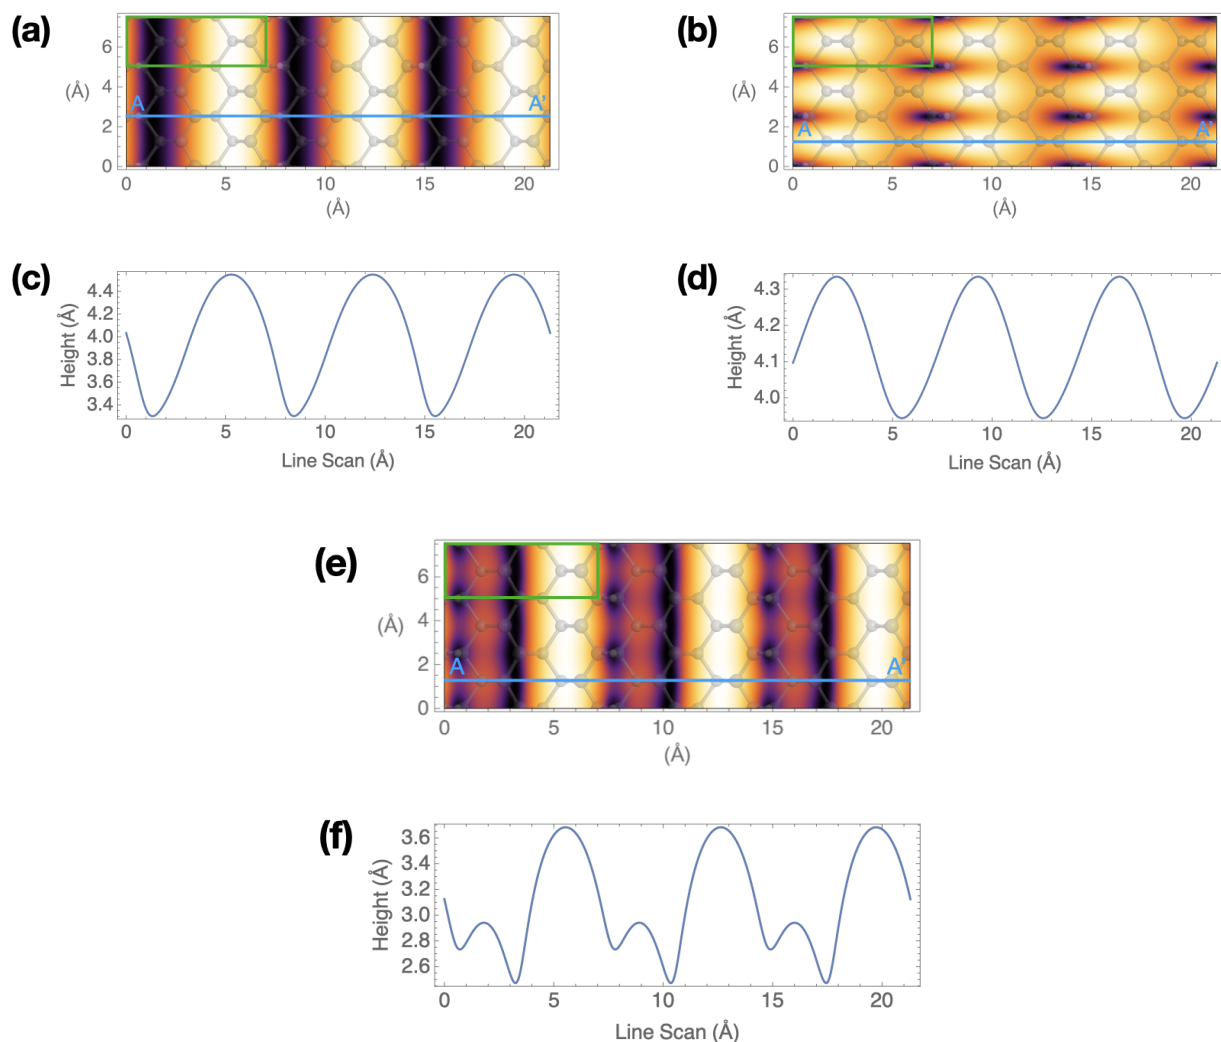 (a)
6
4
2
0
(Å)
A
A'
0 5 10 15 20
(Å)
(b)
6
4
2
0
(Å)
A
A'
0 5 10 15 20
(Å)
(c)
4.4
4.2
4.0
3.8
3.6
3.4
Height (Å)
0 5 10 15 20
Line Scan (Å)
(d)
4.3
4.2
4.1
4.0
Height (Å)
0 5 10 15 20
Line Scan (Å)
(e)
6
4
2
0
(Å)
A
A'
0 5 10 15 20
(Å)
(f)
3.6
3.4
3.2
3.0
2.8
2.6
Height (Å)
0 5 10 15 20
Line Scan (Å)